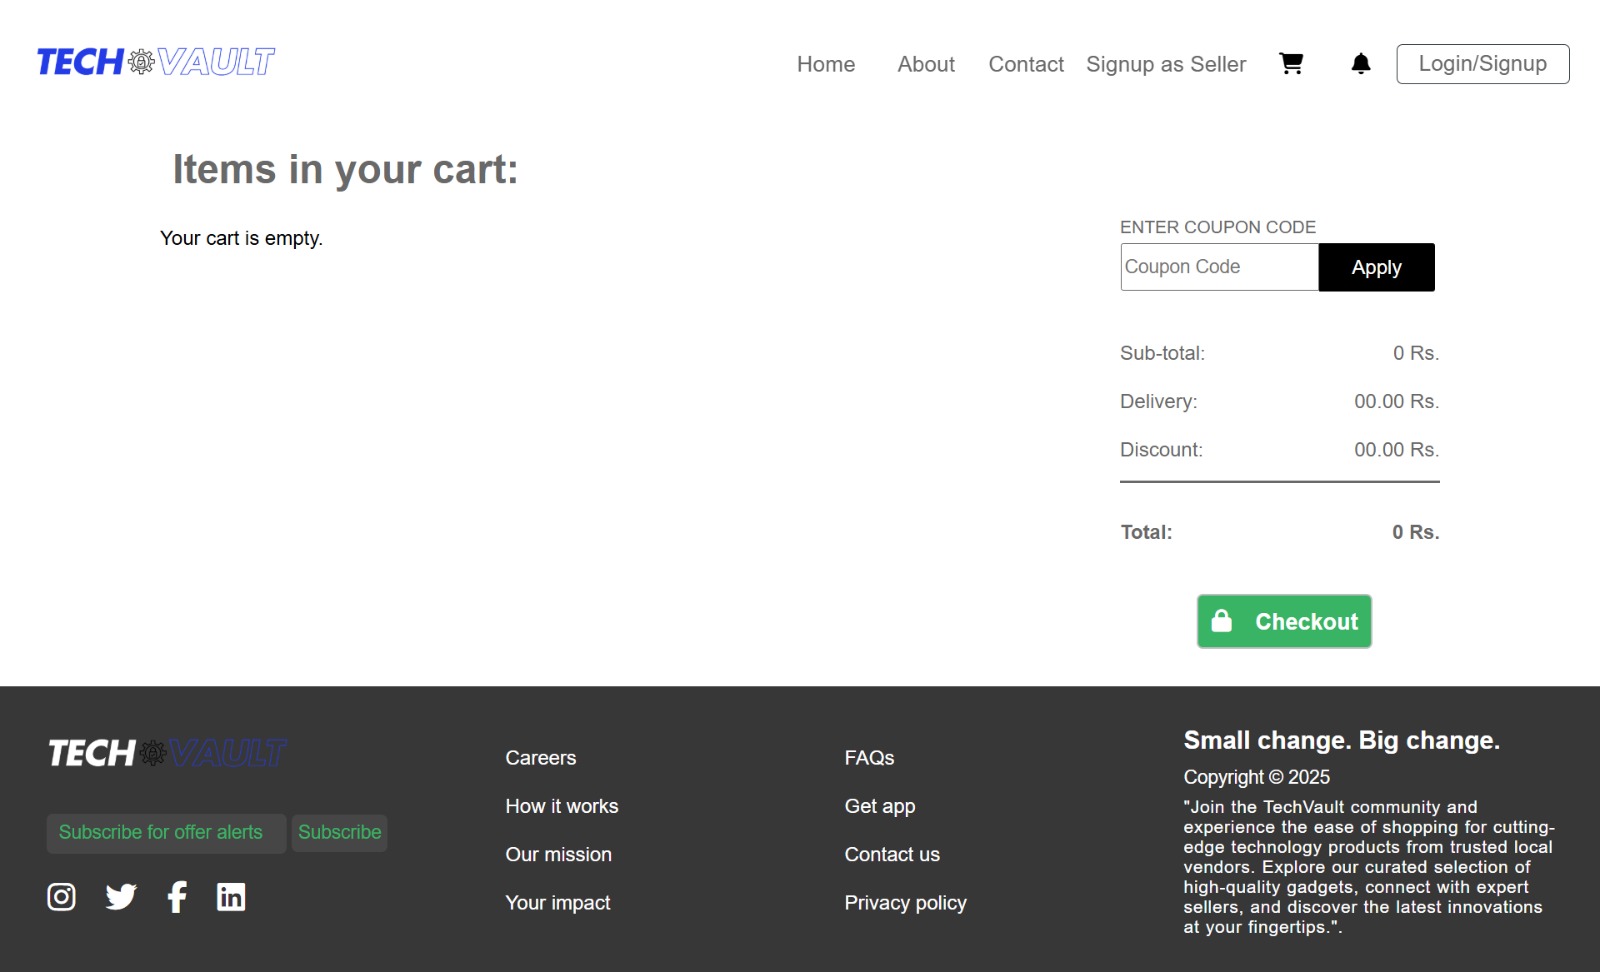 TECH VAULT
Home About Contact Signup as Seller Login/Signup
Items in your cart:
Your cart is empty.
ENTER COUPON CODE
Coupon Code Apply
Sub-total: 0 Rs.
Delivery: 00.00 Rs.
Discount: 00.00 Rs.
Total: 0 Rs.
Checkout
TECH VAULT
Subscribe for offer alerts Subscribe
Careers
How it works
Our mission
Your impact
FAQs
Get app
Contact us
Privacy policy
Small change. Big change.
Copyright © 2025
"Join the TechVault community and
experience the ease of shopping for cutting-
edge technology products from trusted local
vendors. Explore our curated selection of
high-quality gadgets, connect with expert
sellers, and discover the latest innovations
at your fingertips.".